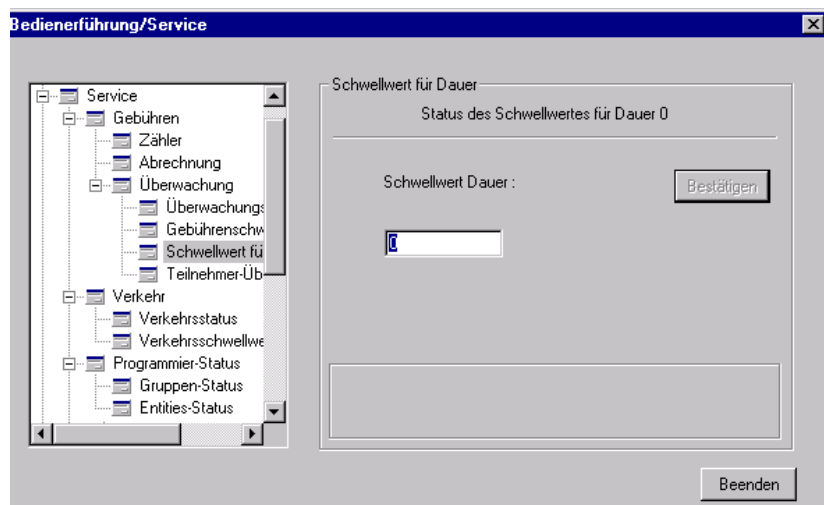 Bedienerführung/Service
Service
Gebühren
Zähler
Abrechnung
Überwachung
Überwachungs
Gebührenschw
Schwellwert fü
Teilnehmer-Üb
Verkehr
Verkehrsstatus
Verkehrsschwellwe
Programmier-Status
Gruppen-Status
Entities-Status
Schwellwert für Dauer
Status des Schwellwertes für Dauer 0
Schwellwert Dauer :
Bestätigen
0
Beenden